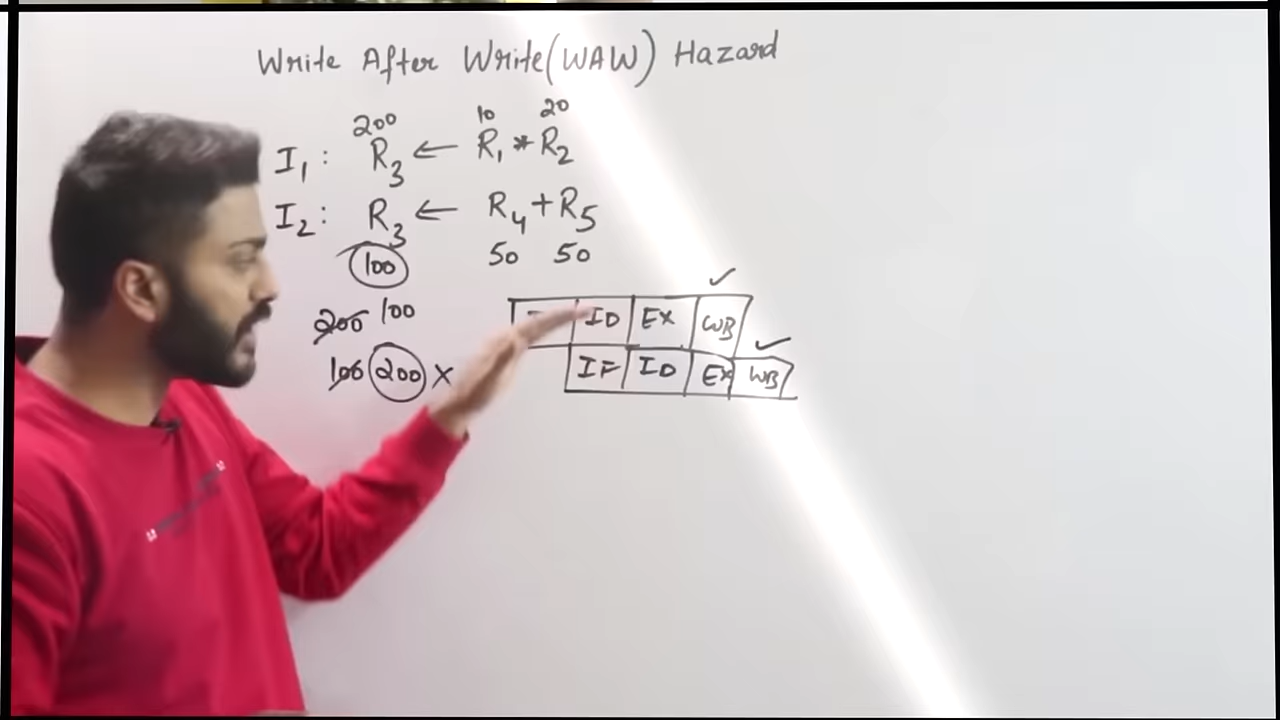 Write After Write(WAW) Hazard
200 10 20
I1: R3 ← R1 * R2
I2: R3 ← R4 + R5
100 50 50
200 100
100 200 X
ID EX WB
IF ID EX WB